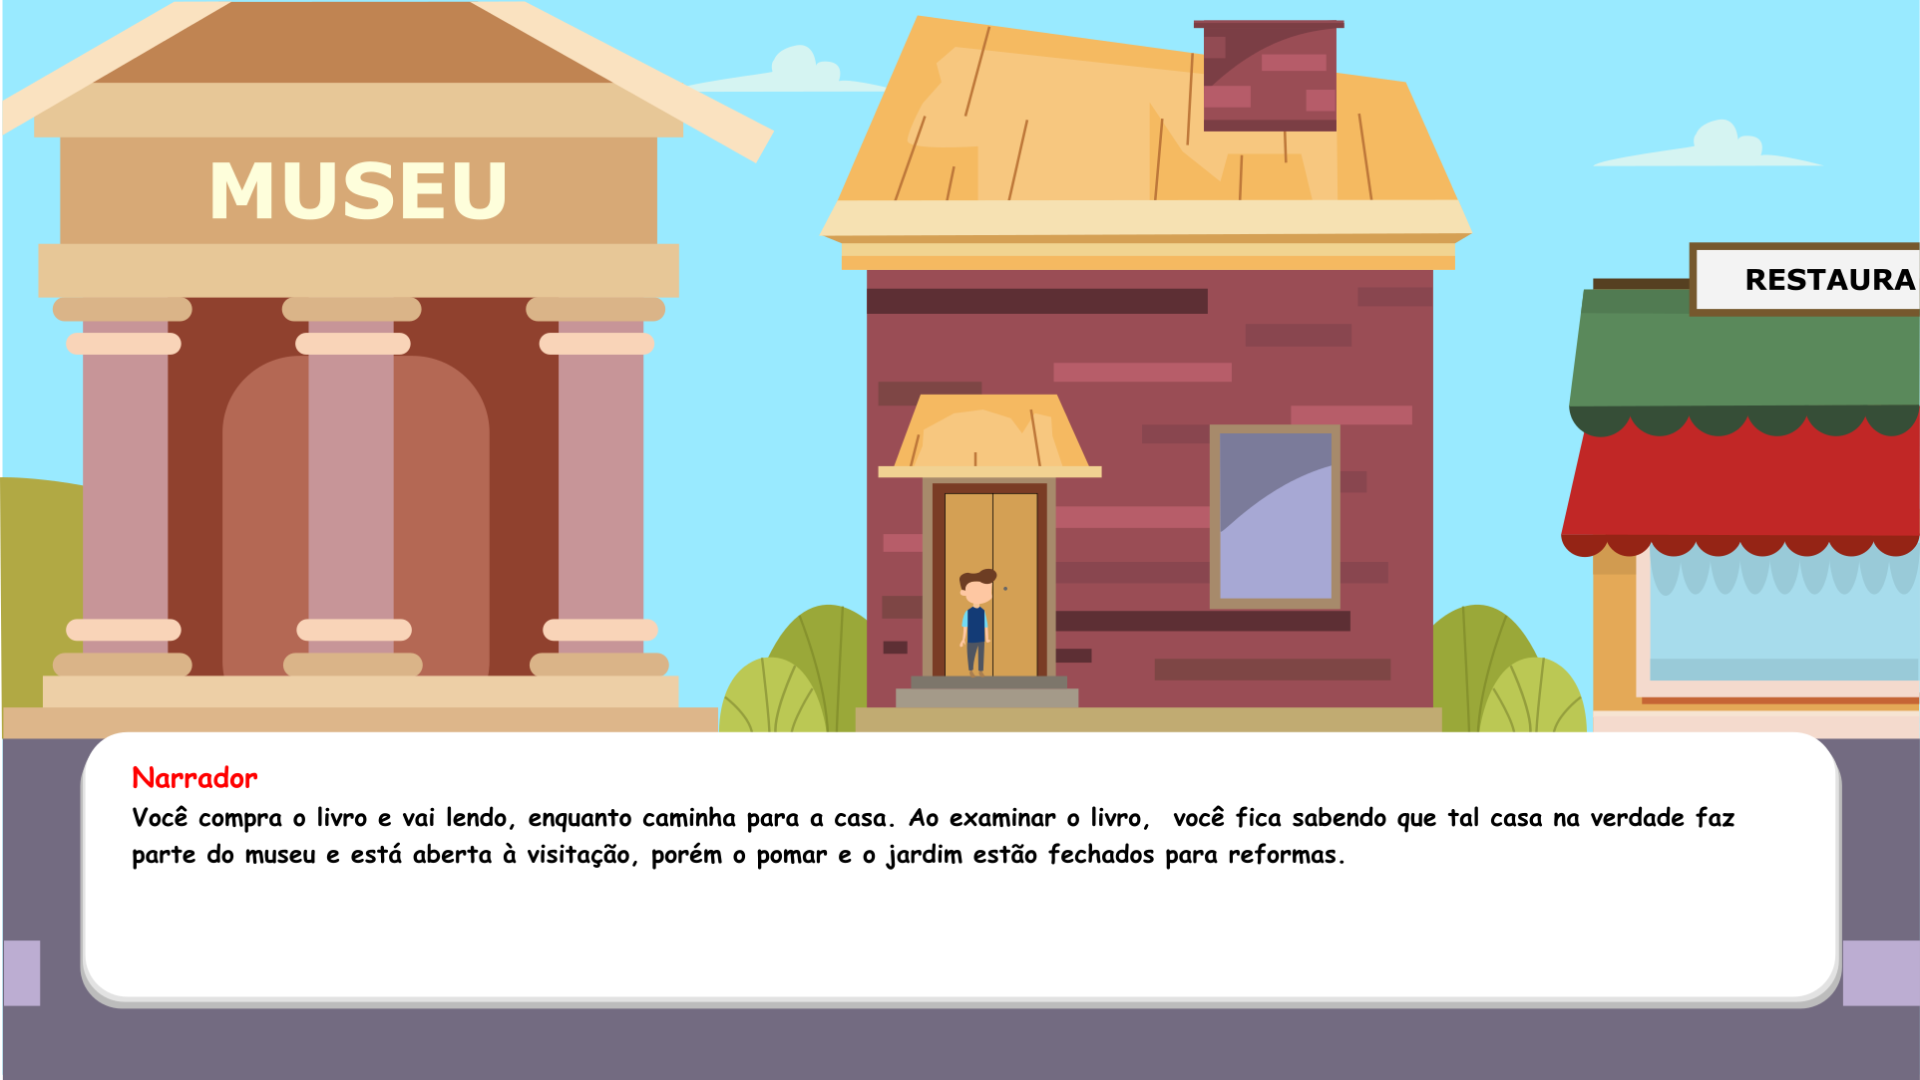 MUSEU
RESTAURA
Narrador
Você compra o livro e vai lendo, enquanto caminha para a casa. Ao examinar o livro,  você fica sabendo que tal casa na verdade faz
parte do museu e está aberta à visitação, porém o pomar e o jardim estão fechados para reformas.